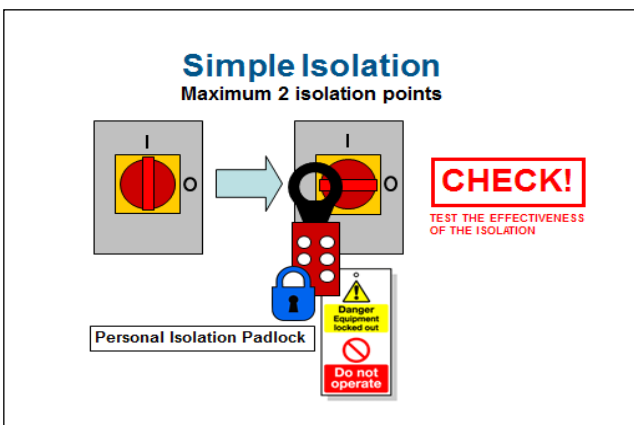 Simple Isolation
Maximum 2 isolation points
I
O
I
O
CHECK!
TEST THE EFFECTIVENESS
OF THE ISOLATION
Danger
Equipment
locked out
Do not
operate
Personal Isolation Padlock